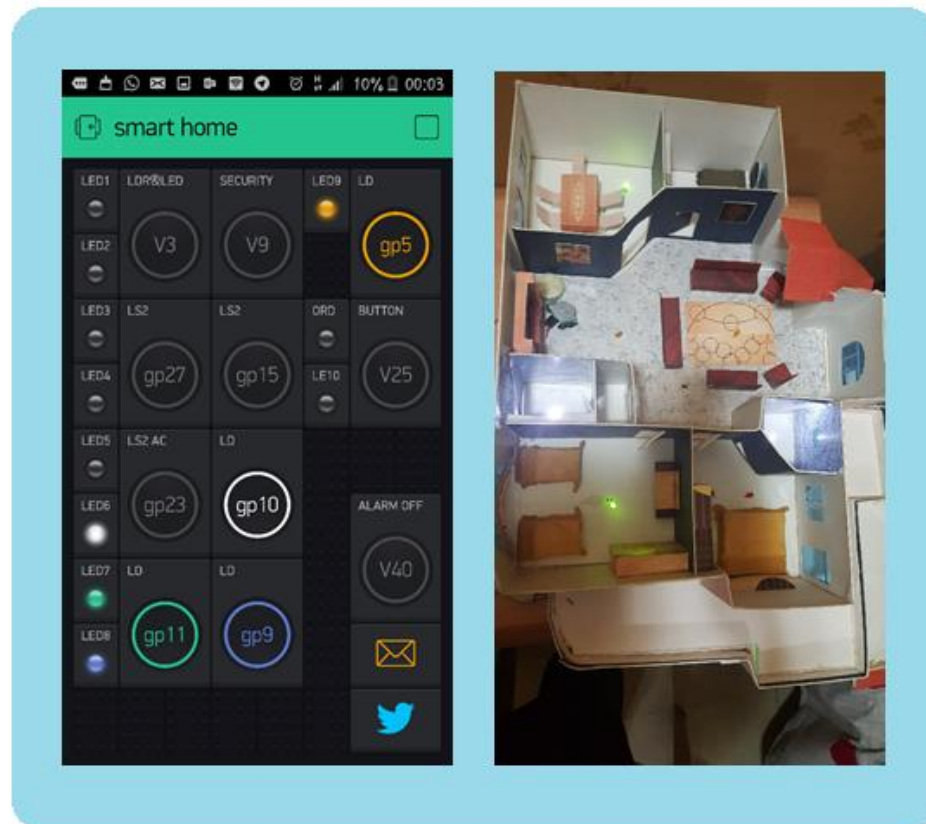 10% 00:03
smart home
LED1 LDR&LED SECURITY LED9 LD
V3 V9 gp5
LED2
LED3 LS2 LS2 ORD BUTTON
gp27 gp15 V25
LED4 LE10
LED5 LS2 AC LD
LED6 gp23 gp10 ALARM OFF
LED7 LD LD V40
gp11 gp9
LED8